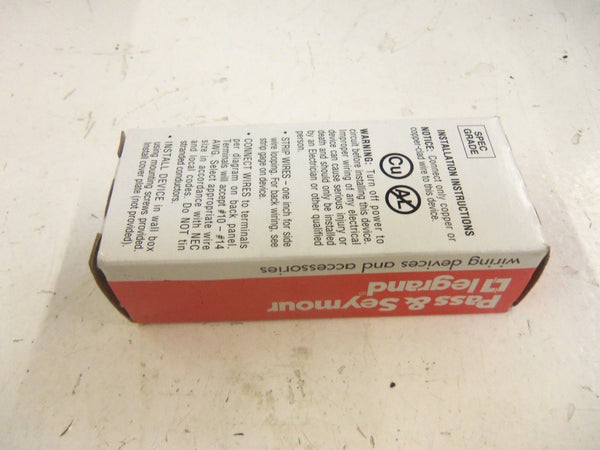 SPEC
GRADE
INSTALLATION INSTRUCTIONS
NOTICE: Connect only copper or
copper-clad wire to this device.
Cu AL
WARNING: Turn off power to
circuit before installing this device.
Improper wiring of any electrical
device can cause serious injury or
death and should only be installed
by an Electrician or other qualified
person.
• STRIP WIRES – one inch for side
wire looping. For back wiring, see
strip gage on device.
• CONNECT WIRES to terminals
per diagram on back panel.
Terminals will accept #10 – #14
AWG. Select appropriate wire
size in accordance with NEC
and local codes. Do NOT tin
stranded conductors.
• INSTALL DEVICE in wall box
using mounting screws provided.
Install cover plate (not provided).
wiring devices and accessories
Pass & Seymour
legrand